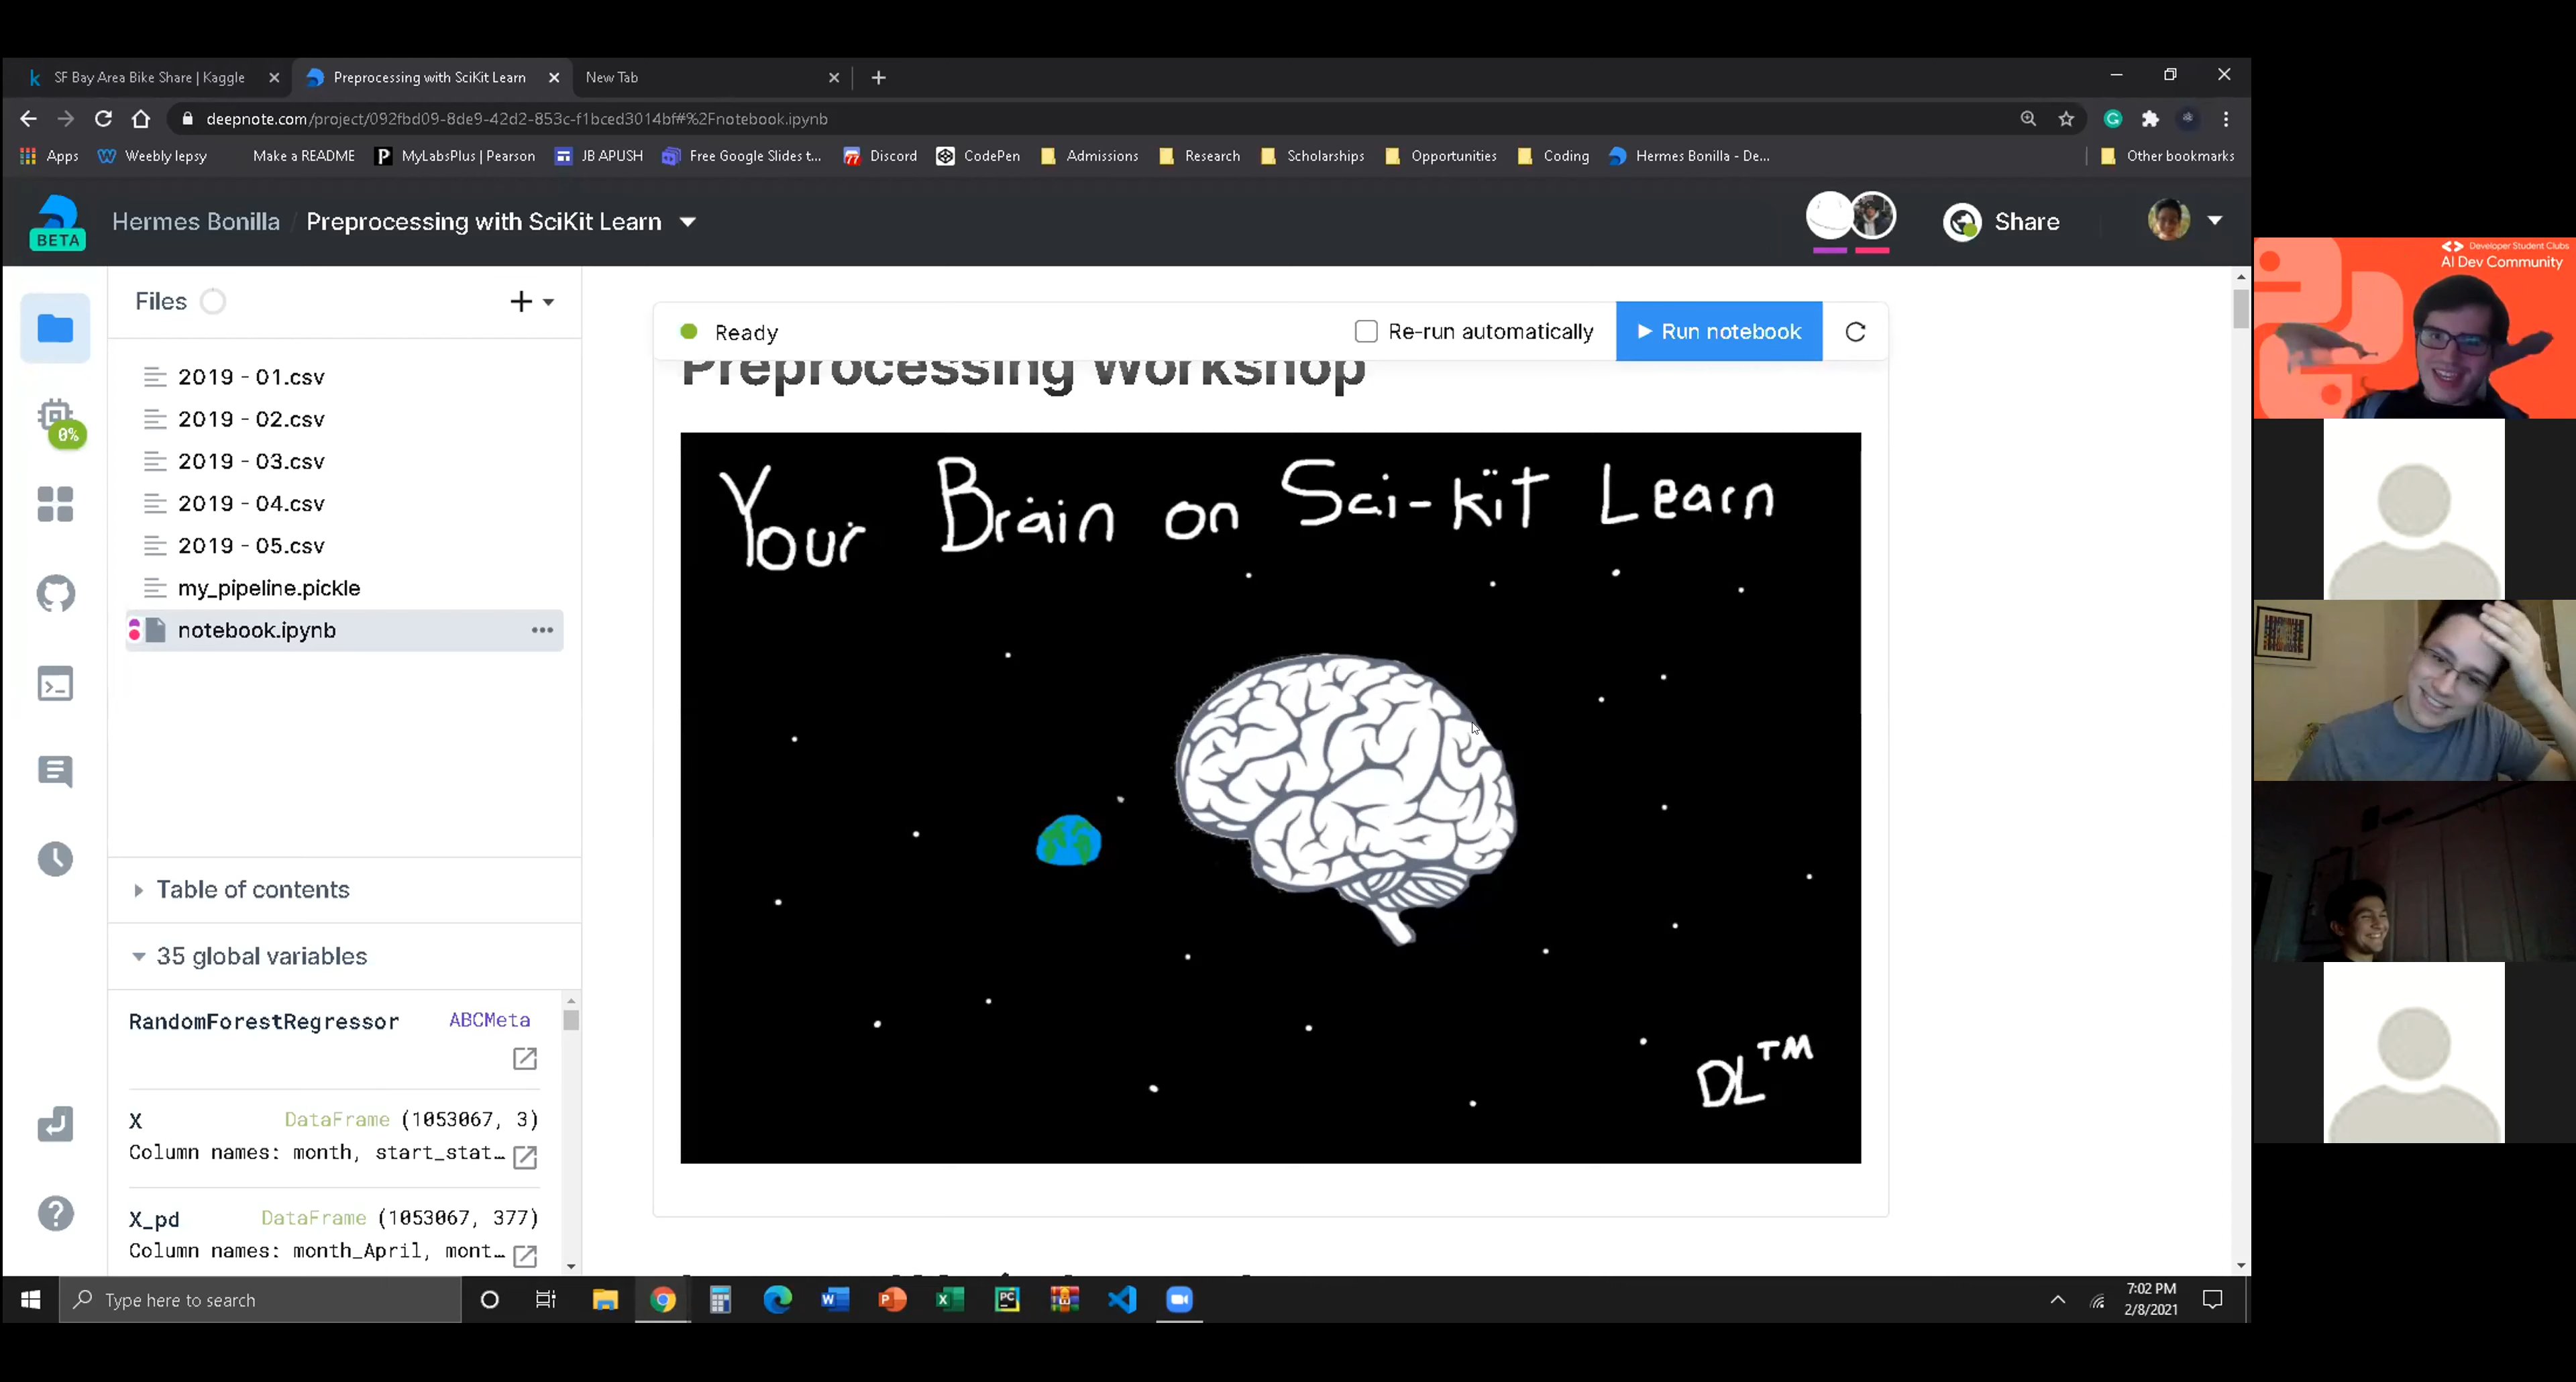 SF Bay Area Bike Share | Kaggle
Preprocessing with SciKit Learn
New Tab
deepnote.com/project/092fbd09-8de9-42d2-853c-f1bced3014bf#%2Fnotebook.ipynb
Apps Weebly lepsy Make a README MyLabsPlus | Pearson JB APUSH Free Google Slides t... Discord CodePen Admissions Research Scholarships Opportunities Coding Hermes Bonilla - De... Other bookmarks
BETA
Hermes Bonilla / Preprocessing with SciKit Learn
Share
Developer Student Clubs
AI Dev Community
Files
Ready
Re-run automatically
Run notebook
Preprocessing Workshop
2019 - 01.csv
2019 - 02.csv
2019 - 03.csv
2019 - 04.csv
2019 - 05.csv
my_pipeline.pickle
notebook.ipynb
0%
Your Brain on Sci-kit Learn
DL™
Table of contents
35 global variables
RandomForestRegressor ABCMeta
X DataFrame (1053067, 3)
Column names: month, start_stat…
X_pd DataFrame (1053067, 377)
Column names: month_April, mont…
Type here to search
7:02 PM
2/8/2021